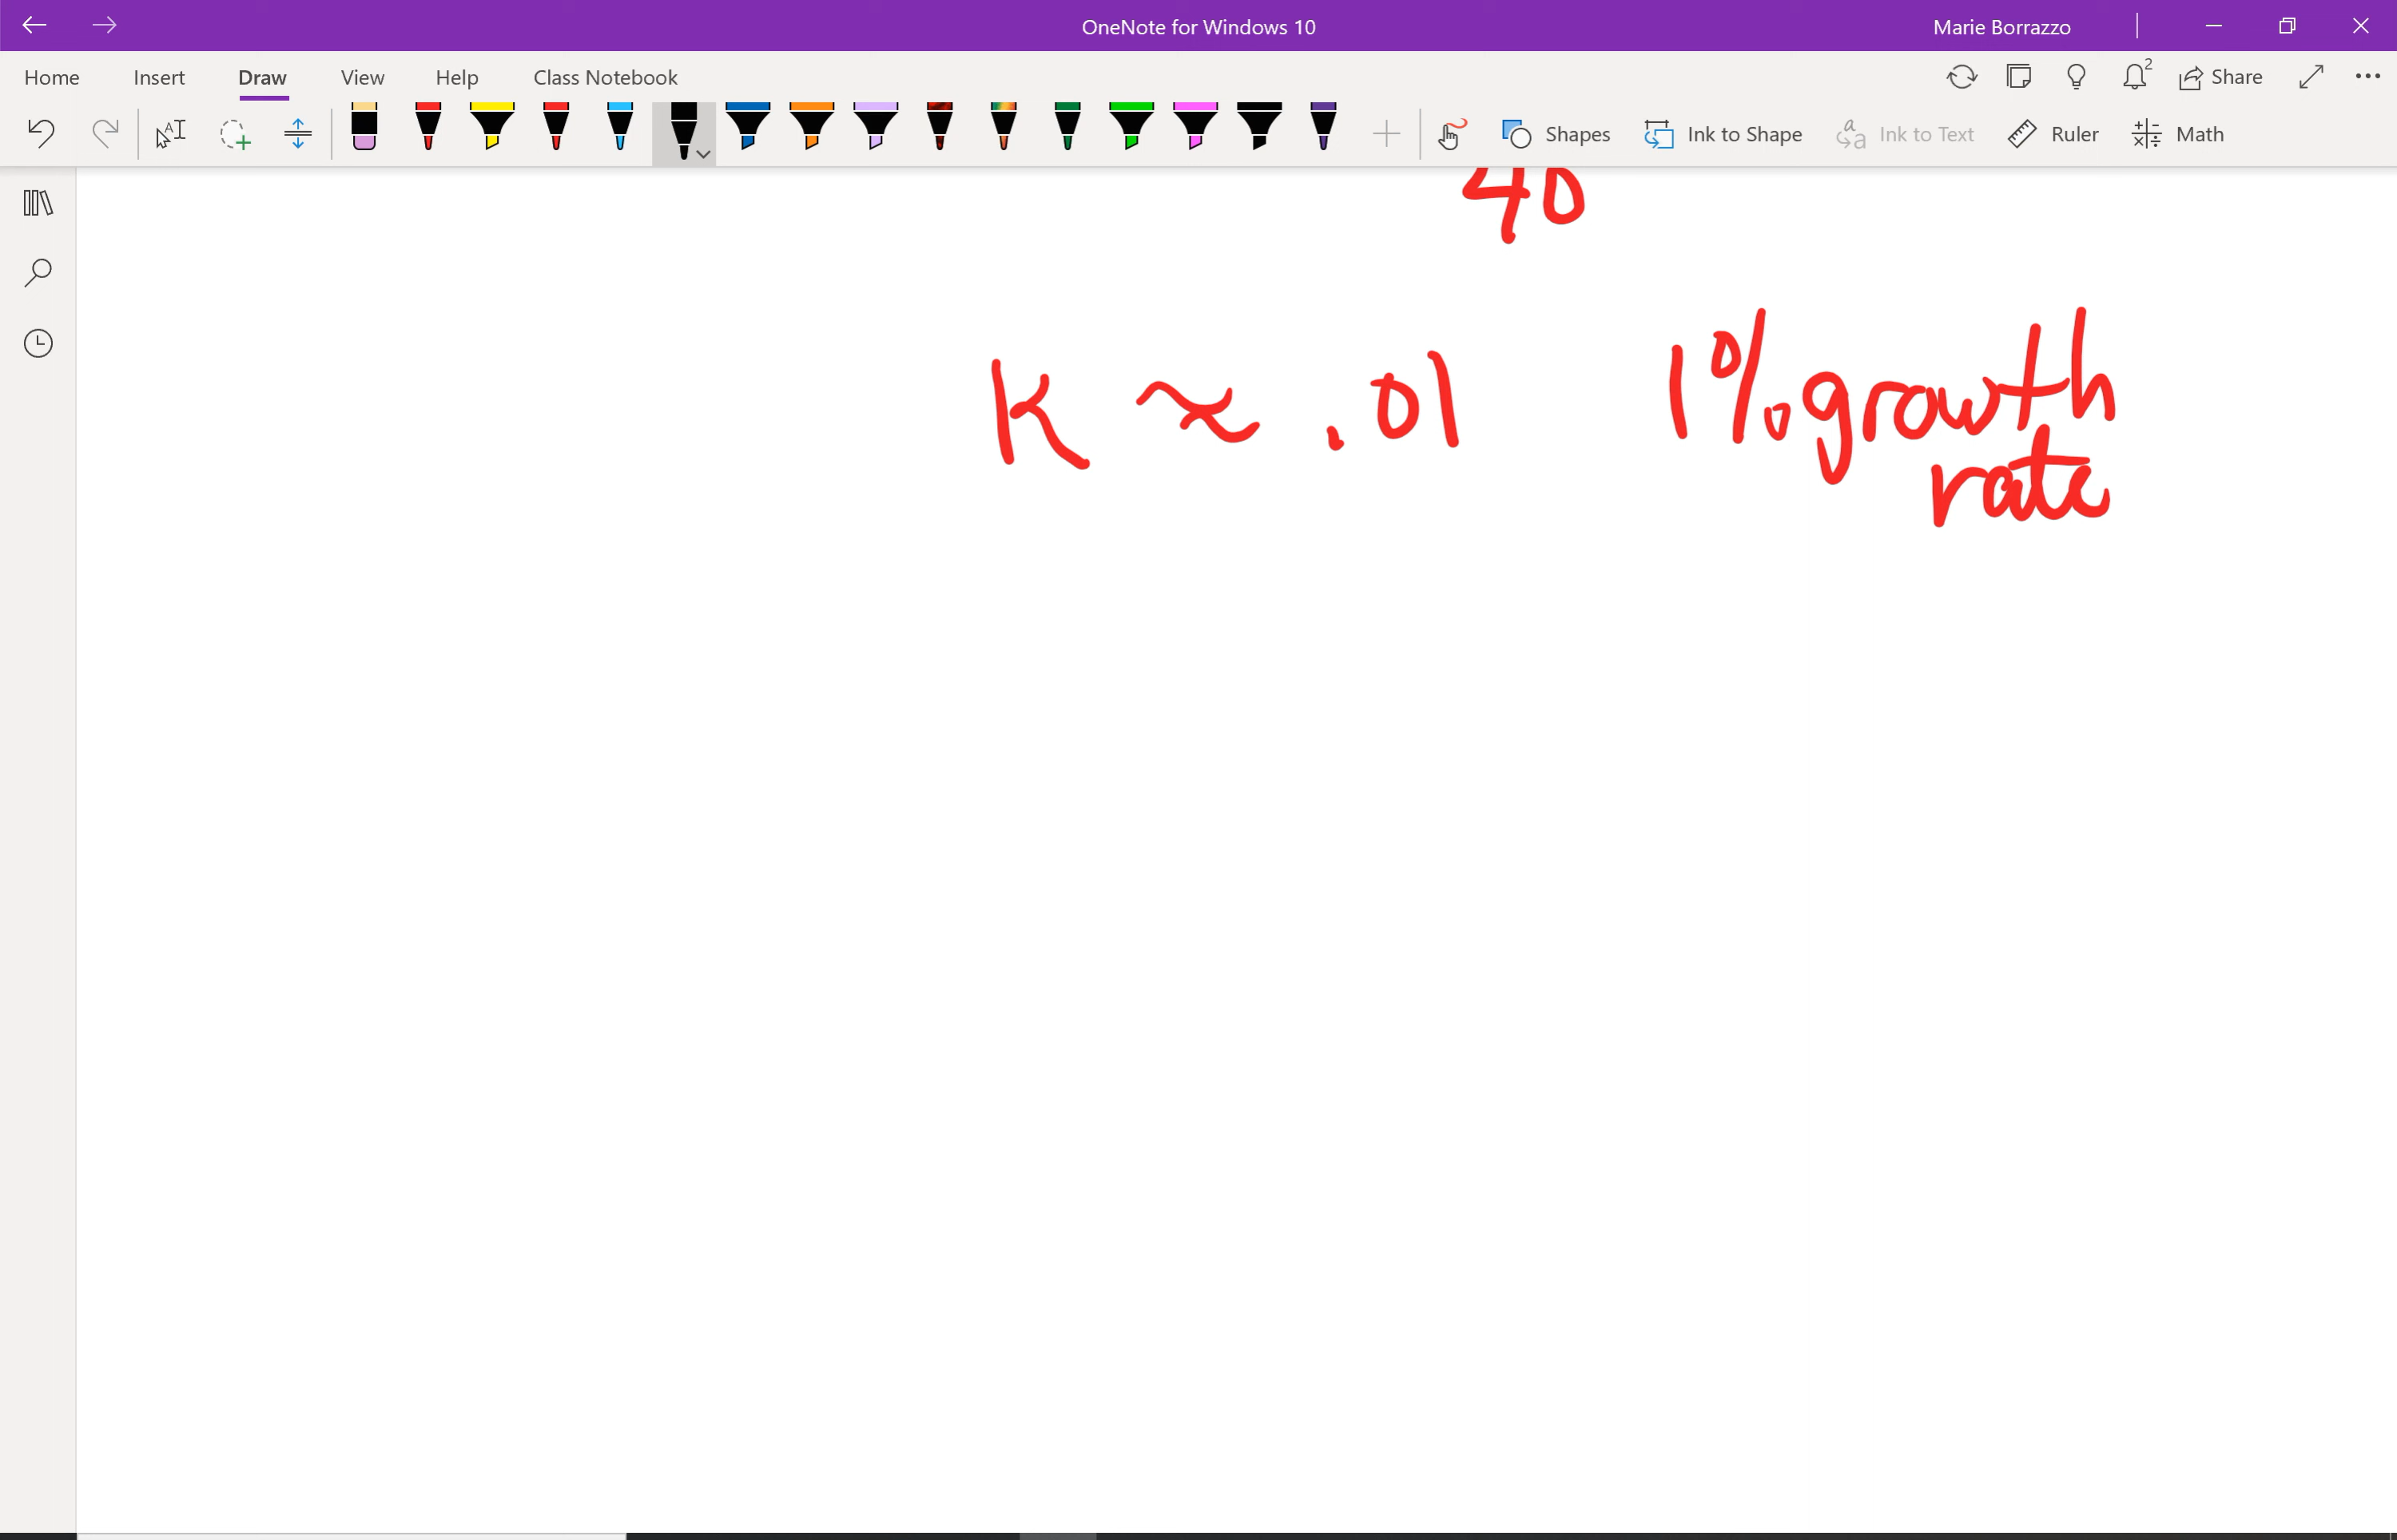 OneNote for Windows 10
Marie Borrazzo
Home Insert Draw View Help Class Notebook
2
Share
Shapes Ink to Shape Ink to Text Ruler Math
40
K ≈ .01 1% growth
rate